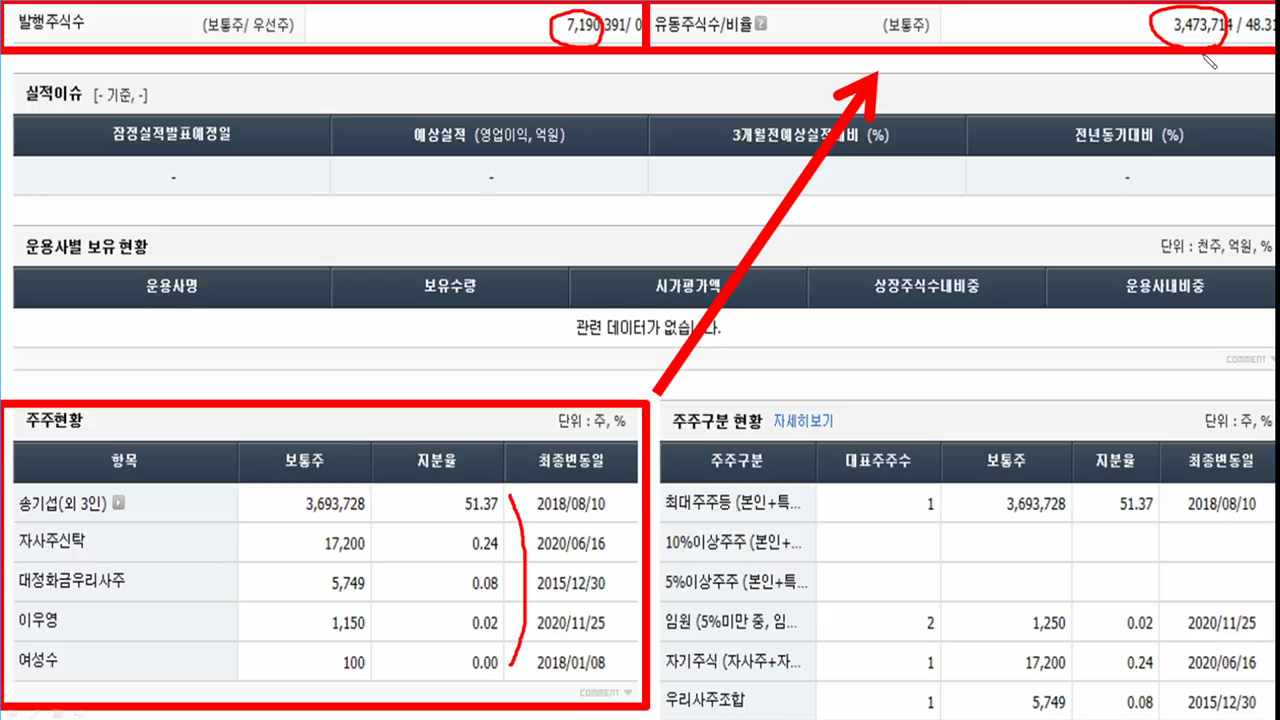 발행주식수 (보통주/ 우선주) 7,190,391/ 0 유동주식수/비율 (보통주) 3,473,714 / 48.31
실적이슈 [- 기준, -]
잠정실적발표예정일 예상실적 (영업이익, 억원) 3개월전예상실적대비 (%) 전년동기대비 (%)
- - -
운용사별 보유 현황 단위 : 천주, 억원, %
운용사명 보유수량 시가평가액 상장주식수내비중 운용사내비중
관련 데이터가 없습니다.
COMMENT
주주현황 단위 : 주, %
항목 보통주 지분율 최종변동일
송기섭(외 3인) 3,693,728 51.37 2018/08/10
자사주신탁 17,200 0.24 2020/06/16
대정화금우리사주 5,749 0.08 2015/12/30
이우영 1,150 0.02 2020/11/25
여성수 100 0.00 2018/01/08
COMMENT
주주구분 현황 자세히보기 단위 : 주, %
주주구분 대표주주수 보통주 지분율 최종변동일
최대주주등 (본인+특... 1 3,693,728 51.37 2018/08/10
10%이상주주 (본인+...
5%이상주주 (본인+특...
임원 (5%미만 중, 임... 2 1,250 0.02 2020/11/25
자기주식 (자사주+자... 1 17,200 0.24 2020/06/16
우리사주조합 1 5,749 0.08 2015/12/30